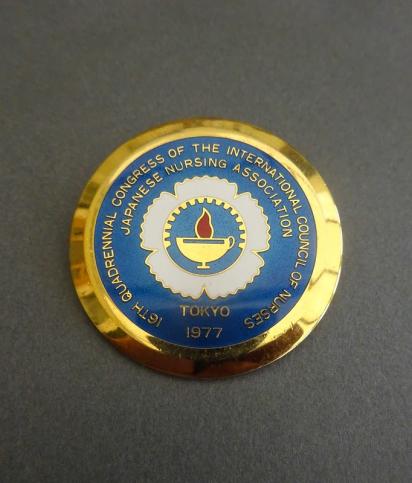 16TH QUADRENNIAL CONGRESS OF THE INTERNATIONAL COUNCIL OF NURSES
JAPANESE NURSING ASSOCIATION
TOKYO
1977